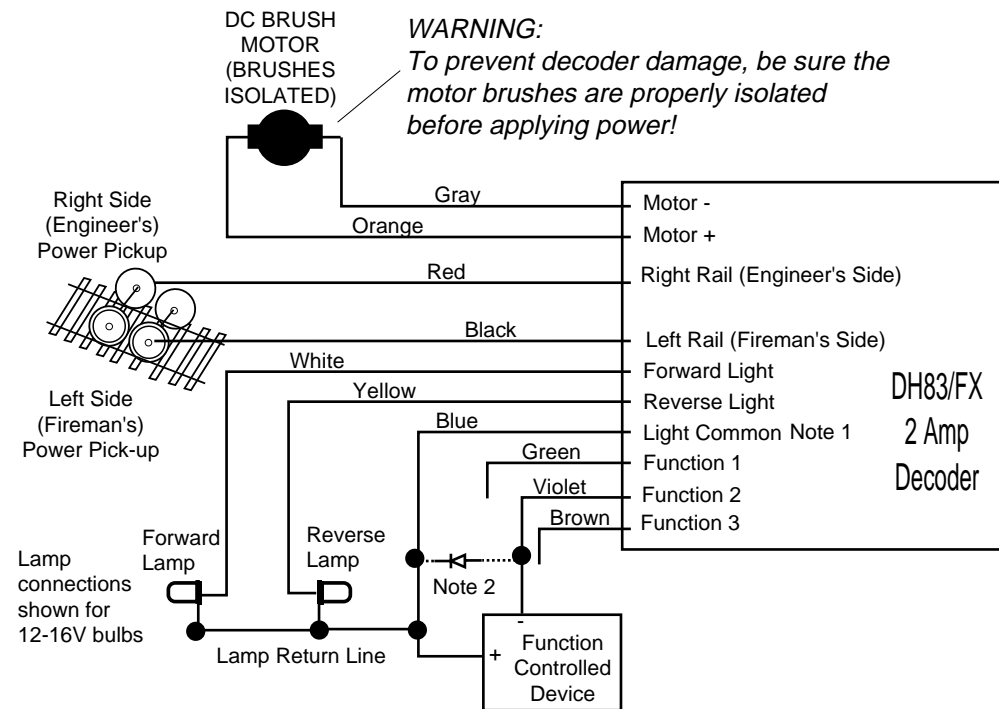 DC BRUSH
MOTOR
(BRUSHES
ISOLATED)
WARNING:
To prevent decoder damage, be sure the
motor brushes are properly isolated
before applying power!
Right Side
(Engineer's)
Power Pickup
Left Side
(Fireman's)
Power Pick-up
Gray
Orange
Red
Black
White
Yellow
Blue
Green
Violet
Brown
Motor -
Motor +
Right Rail (Engineer's Side)
Left Rail (Fireman's Side)
Forward Light
Reverse Light
Light Common Note 1
Function 1
Function 2
Function 3
DH83/FX
2 Amp
Decoder
Lamp
connections
shown for
12-16V bulbs
Forward
Lamp
Reverse
Lamp
Note 2
Lamp Return Line
-
+
Function
Controlled
Device